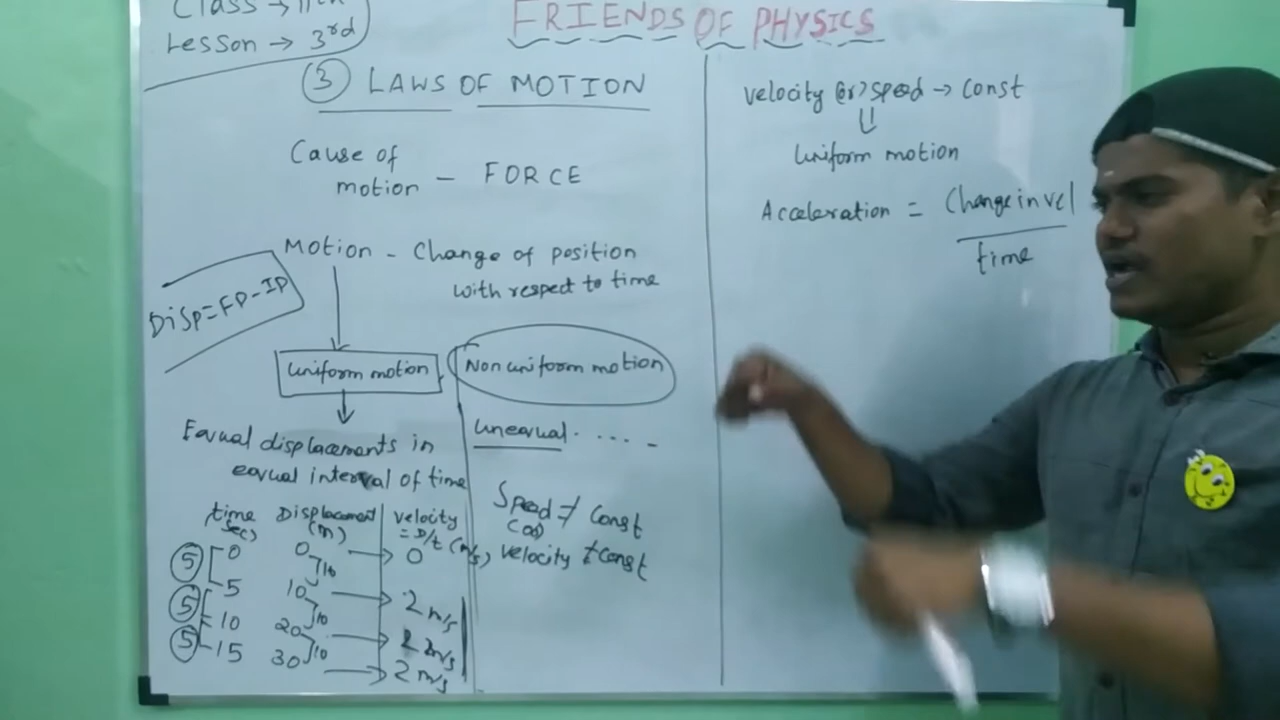 Class → 11th
Lesson → 3rd
FRIENDS OF PHYSICS
③ LAWS OF MOTION
Cause of
motion - FORCE
Motion - Change of position
with respect to time
Disp=FP-IP
Uniform motion
Non uniform motion
Equal displacements in
equal interval of time
unequal.....-
time Displacement velocity
(sec) (m) = D/t (m/s)
0 0 → 0
5 10 → 2 m/s
10 20 → 2 m/s
15 30 → 2 m/s
5 10
5 10
5 10
Speed ≠ Const
(or)
velocity ≠ Const
Velocity (or) speed → Const
⇓
Uniform motion
Acceleration = Change in vel
time